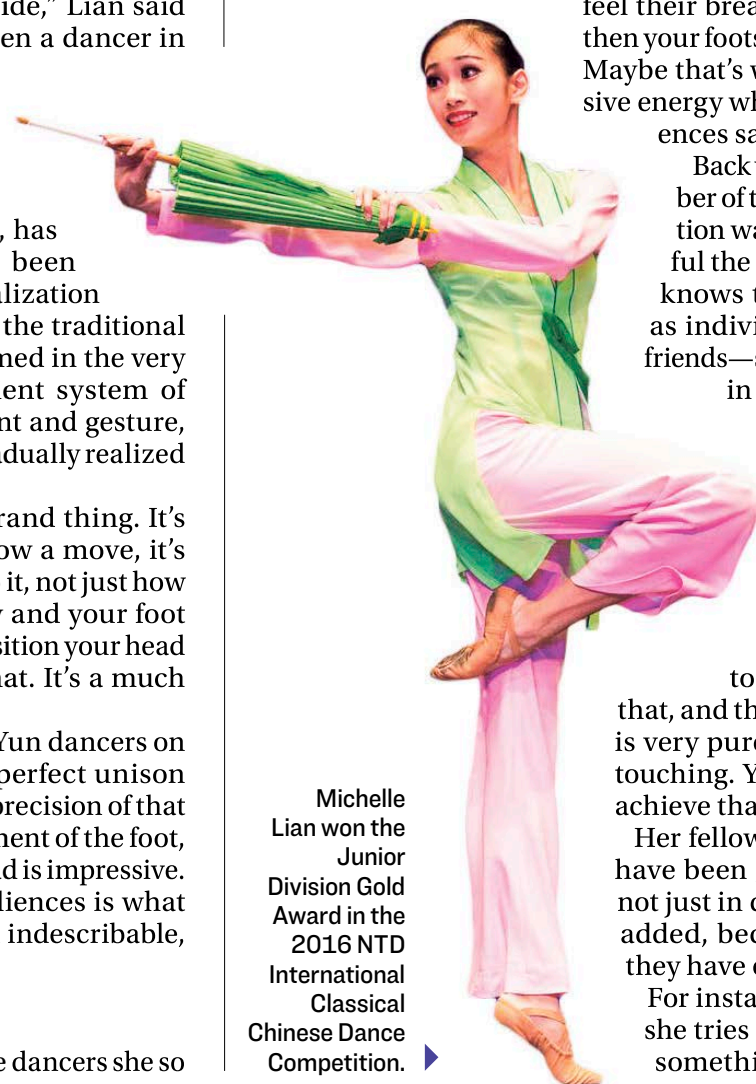 ide,” Lian said
en a dancer in
, has
been
lization
the traditional
med in the very
ent system of
nt and gesture,
dually realized
rand thing. It’s
ow a move, it’s
it, not just how
and your foot
sition your head
hat. It’s a much
Yun dancers on
perfect unison
precision of that
ment of the foot,
d is impressive.
diences is what
indescribable,
e dancers she so
Michelle
Lian won the
Junior
Division Gold
Award in the
2016 NTD
International
Classical
Chinese Dance
Competition.
feel their brea
then your foots
Maybe that’s w
sive energy wh
ences sa
Back
ber of t
tion wa
ful the
knows t
as indivi
friends—s
in
to
that, and th
is very pure
touching. Y
achieve tha
Her fellow
have been
not just in d
added, bec
they have
For insta
she tries
somethi